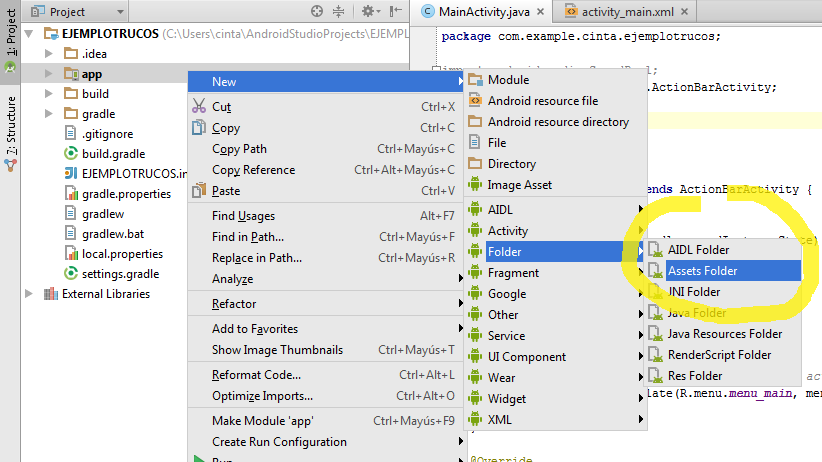 1: Project
7: Structure
Project
EJEMPLOTRUCOS (C:\Users\cinta\AndroidStudioProjects\EJEMPL
.idea
app
build
gradle
.gitignore
build.gradle
EJEMPLOTRUCOS.im
gradle.properties
gradlew
gradlew.bat
local.properties
settings.gradle
External Libraries
New
Cut Ctrl+X
Copy Ctrl+C
Copy Path Ctrl+Mayús+C
Copy Reference Ctrl+Alt+Mayús+C
Paste Ctrl+V
Find Usages Alt+F7
Find in Path... Ctrl+Mayús+F
Replace in Path... Ctrl+Mayús+R
Analyze
Refactor
Add to Favorites
Show Image Thumbnails Ctrl+Mayús+T
Reformat Code... Ctrl+Alt+L
Optimize Imports... Ctrl+Alt+O
Make Module 'app' Ctrl+Mayús+F9
Create Run Configuration
Run
Module
Android resource file
Android resource directory
File
Directory
Image Asset
AIDL
Activity
Folder
Fragment
Google
Other
Service
UI Component
Wear
Widget
XML
AIDL Folder
Assets Folder
JNI Folder
Java Folder
Java Resources Folder
RenderScript Folder
Res Folder
MainActivity.java activity_main.xml
package com.example.cinta.ejemplotrucos;
.ActionBarActivity;
ends ActionBarActivity {
ac
late(R.menu.menu_main, men
@Override